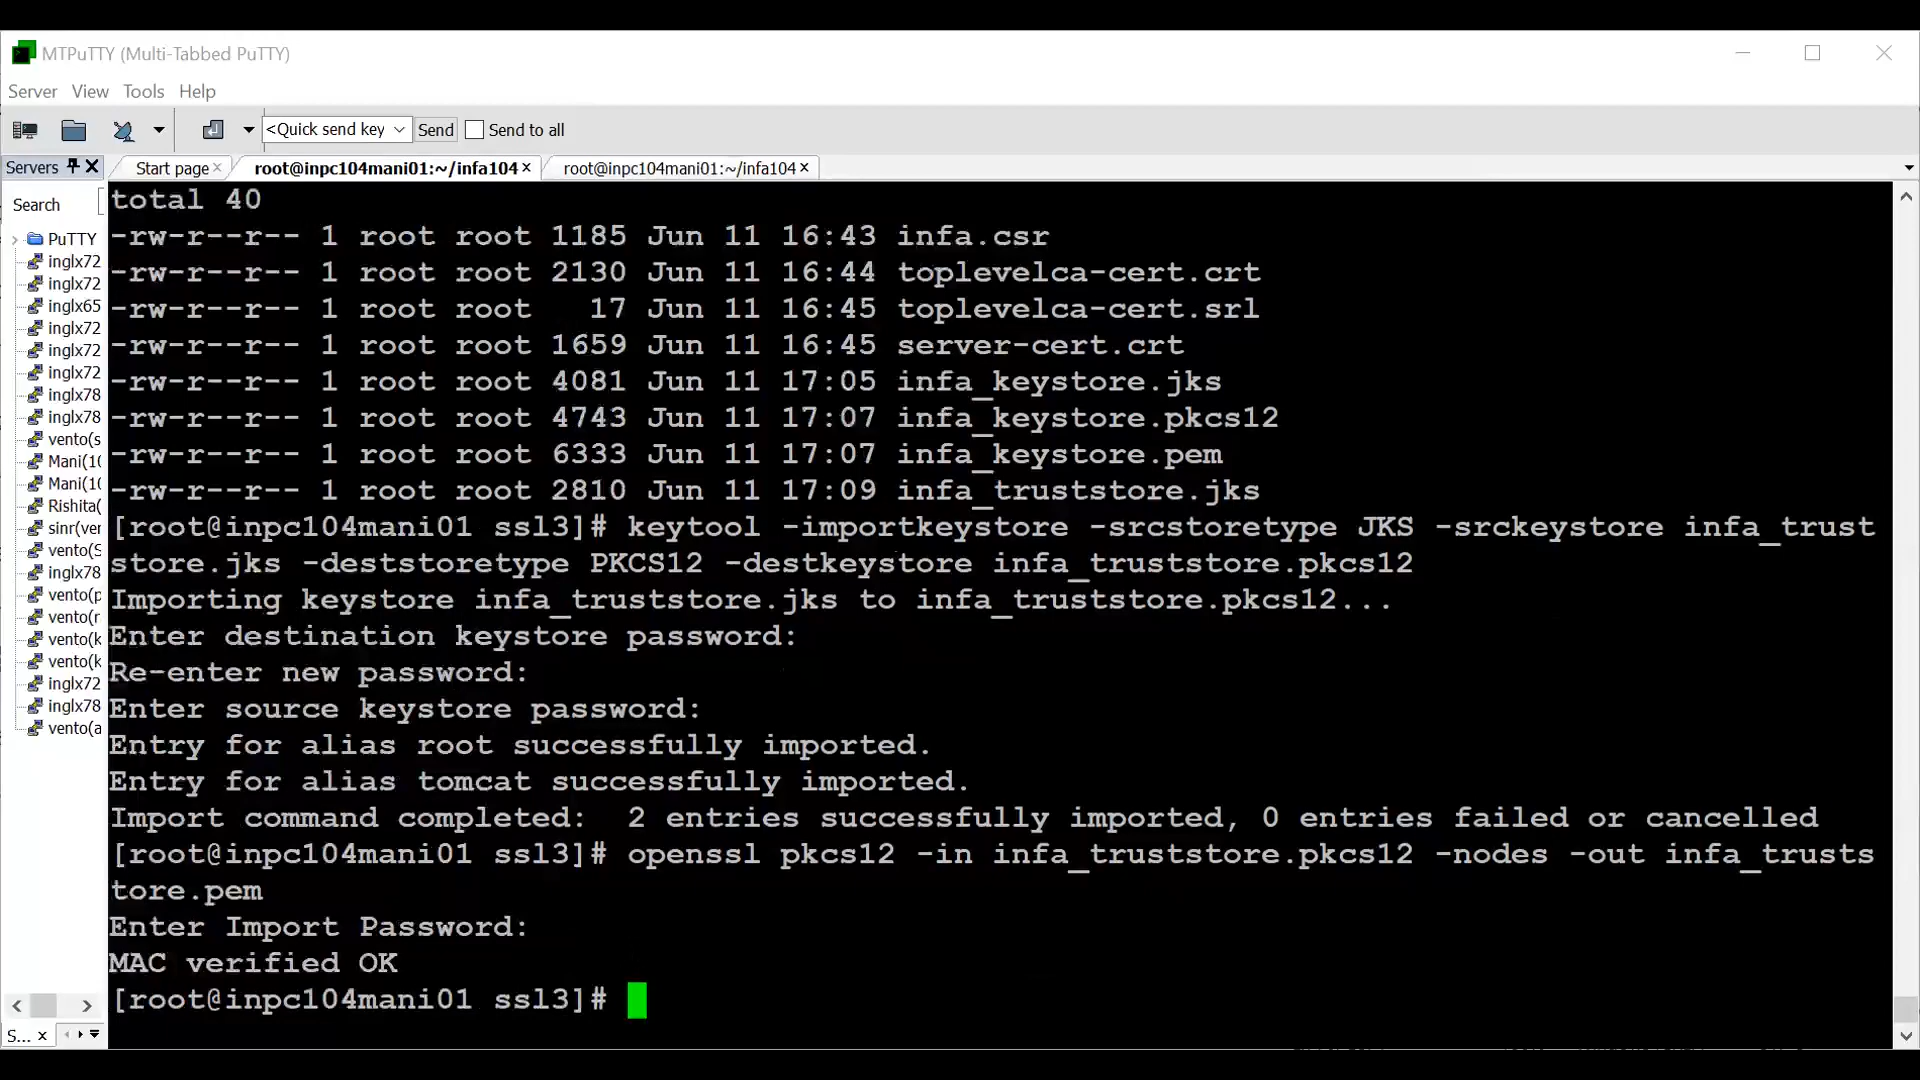 MTPuTTY (Multi-Tabbed PuTTY)
Server View Tools Help
<Quick send key Send Send to all
Servers Start page root@inpc104mani01:~/infa104 root@inpc104mani01:~/infa104
Search
PuTTY
inglx72
inglx72
inglx65
inglx72
inglx72
inglx72
inglx78
inglx78
vento(s
Mani(10
Mani(10
Rishita(
sinr(ver
vento(S
inglx78
vento(p
vento(r
vento(k
vento(k
inglx72
inglx78
vento(a
S...
total 40
-rw-r--r-- 1 root root 1185 Jun 11 16:43 infa.csr
-rw-r--r-- 1 root root 2130 Jun 11 16:44 toplevelca-cert.crt
-rw-r--r-- 1 root root   17 Jun 11 16:45 toplevelca-cert.srl
-rw-r--r-- 1 root root 1659 Jun 11 16:45 server-cert.crt
-rw-r--r-- 1 root root 4081 Jun 11 17:05 infa_keystore.jks
-rw-r--r-- 1 root root 4743 Jun 11 17:07 infa_keystore.pkcs12
-rw-r--r-- 1 root root 6333 Jun 11 17:07 infa_keystore.pem
-rw-r--r-- 1 root root 2810 Jun 11 17:09 infa_truststore.jks
[root@inpc104mani01 ssl3]# keytool -importkeystore -srcstoretype JKS -srckeystore infa_trust
store.jks -deststoretype PKCS12 -destkeystore infa_truststore.pkcs12
Importing keystore infa_truststore.jks to infa_truststore.pkcs12...
Enter destination keystore password:
Re-enter new password:
Enter source keystore password:
Entry for alias root successfully imported.
Entry for alias tomcat successfully imported.
Import command completed:  2 entries successfully imported, 0 entries failed or cancelled
[root@inpc104mani01 ssl3]# openssl pkcs12 -in infa_truststore.pkcs12 -nodes -out infa_trusts
tore.pem
Enter Import Password:
MAC verified OK
[root@inpc104mani01 ssl3]#